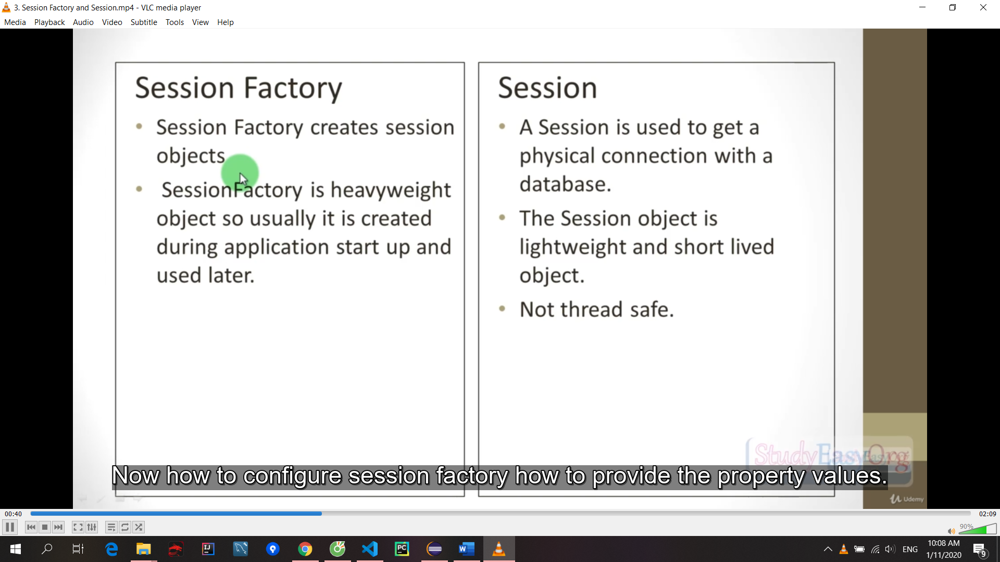 3. Session Factory and Session.mp4 - VLC media player
Media Playback Audio Video Subtitle Tools View Help
Session Factory
• Session Factory creates session
objects
• SessionFactory is heavyweight
object so usually it is created
during application start up and
used later.
Session
• A Session is used to get a
physical connection with a
database.
• The Session object is
lightweight and short lived
object.
• Not thread safe.
StudyEasyOrg
Now how to configure session factory how to provide the property values.
Udemy
00:40
02:09
90%
IJ
PC
W
ENG
10:08 AM
1/11/2020
9